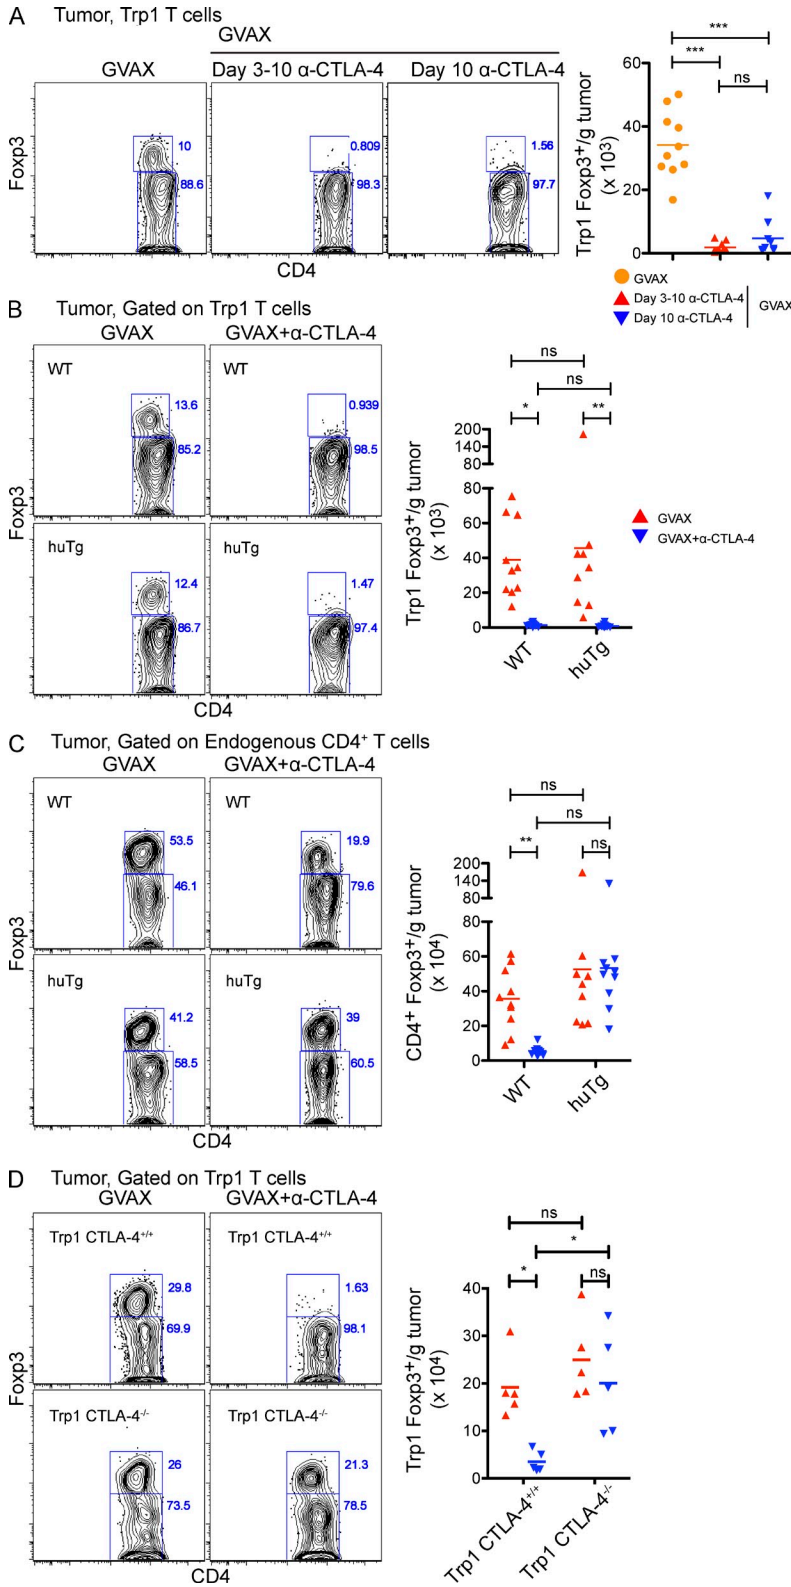 A Tumor, Trp1 T cells
GVAX
GVAX Day 3-10 α-CTLA-4 Day 10 α-CTLA-4
Foxp3
10
88.6
0.809
98.3
1.56
97.7
CD4
Trp1 Foxp3⁺/g tumor
(x 10³)
***
***
ns
60
40
20
0
GVAX
Day 3-10 α-CTLA-4
Day 10 α-CTLA-4
GVAX
B Tumor, Gated on Trp1 T cells
GVAX GVAX+α-CTLA-4
Foxp3
WT
13.6
85.2
WT
0.939
98.5
huTg
12.4
86.7
huTg
1.47
97.4
CD4
Trp1 Foxp3⁺/g tumor
(x 10³)
ns
ns
*
**
200
140
80
80
60
40
20
0
WT
huTg
GVAX
GVAX+α-CTLA-4
C Tumor, Gated on Endogenous CD4⁺ T cells
GVAX GVAX+α-CTLA-4
Foxp3
WT
53.5
46.1
WT
19.9
79.6
huTg
41.2
58.5
huTg
39
60.5
CD4
CD4⁺ Foxp3⁺/g tumor
(x 10⁴)
ns
ns
**
ns
200
140
80
80
60
40
20
0
WT
huTg
D Tumor, Gated on Trp1 T cells
GVAX GVAX+α-CTLA-4
Foxp3
Trp1 CTLA-4⁺/⁺
29.8
69.9
Trp1 CTLA-4⁺/⁺
1.63
98.1
Trp1 CTLA-4⁻/⁻
26
73.5
Trp1 CTLA-4⁻/⁻
21.3
78.5
CD4
Trp1 Foxp3⁺/g tumor
(x 10⁴)
ns
*
*
ns
40
30
20
10
0
Trp1 CTLA-4⁺/⁺
Trp1 CTLA-4⁻/⁻